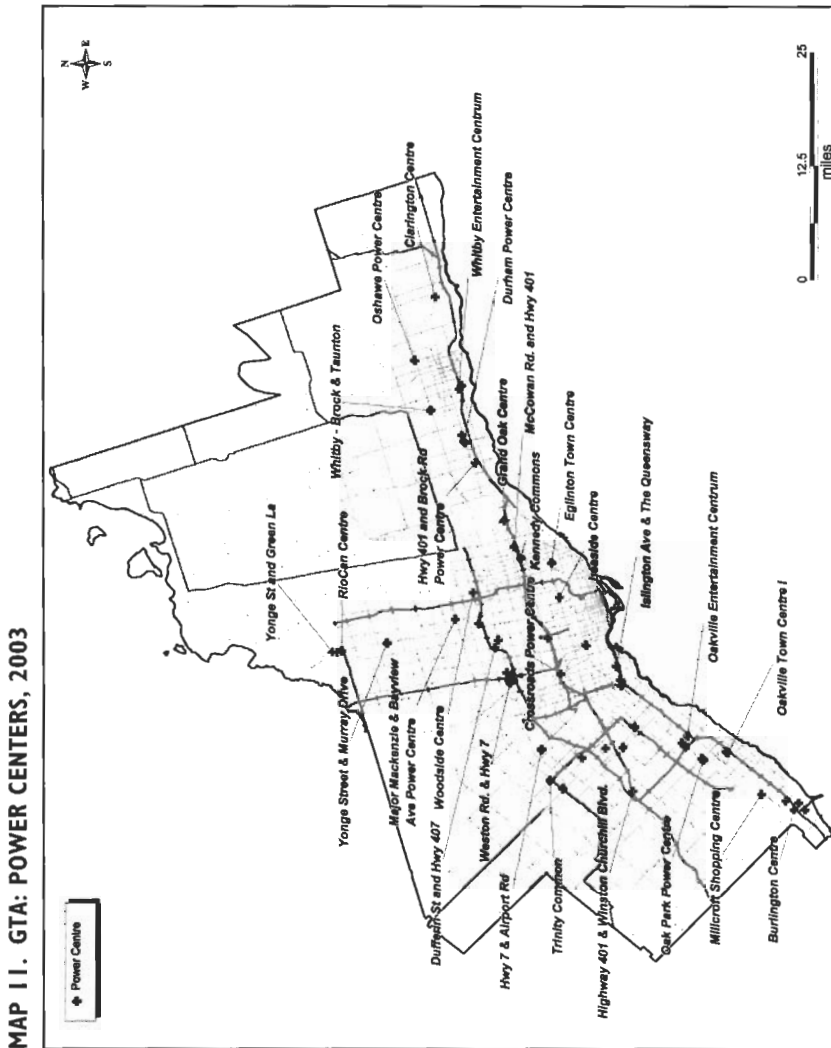 MAP 11. GTA: POWER CENTERS, 2003
Power Centre
N
W E
S
Yonge St and Green La
RioCan Centre
Yonge Street & Murray Drive
Major Mackenzie & Bayview
Ave Power Centre
Woodside Centre
Dufferin St and Hwy 407
Weston Rd. & Hwy 7
Hwy 7 & Airport Rd
Trinity Common
Highway 401 & Winston Churchill Blvd.
Oak Park Power Centre
Millcroft Shopping Centre
Burlington Centre
Whitby - Brock & Taunton
Oshawa Power Centre
Clarington Centre
Whitby Entertainment Centrum
Durham Power Centre
Hwy 401 and Brock Rd
Power Centre
Grand Oak Centre
McCowan Rd. and Hwy 401
Kennedy Commons
Crossroads Power Centre
Eglinton Town Centre
Leaside Centre
Islington Ave & The Queensway
Oakville Entertainment Centrum
Oakville Town Centre I
0 12.5 25
miles